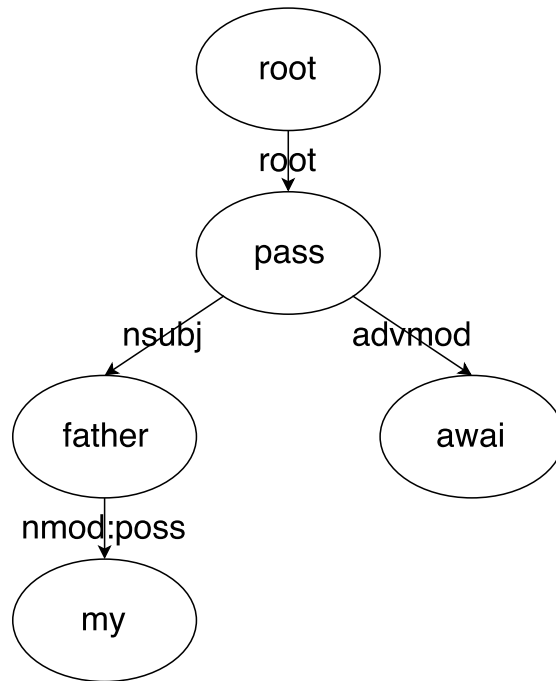 root
root
pass
nsubj advmod
father awai
nmod:poss
my